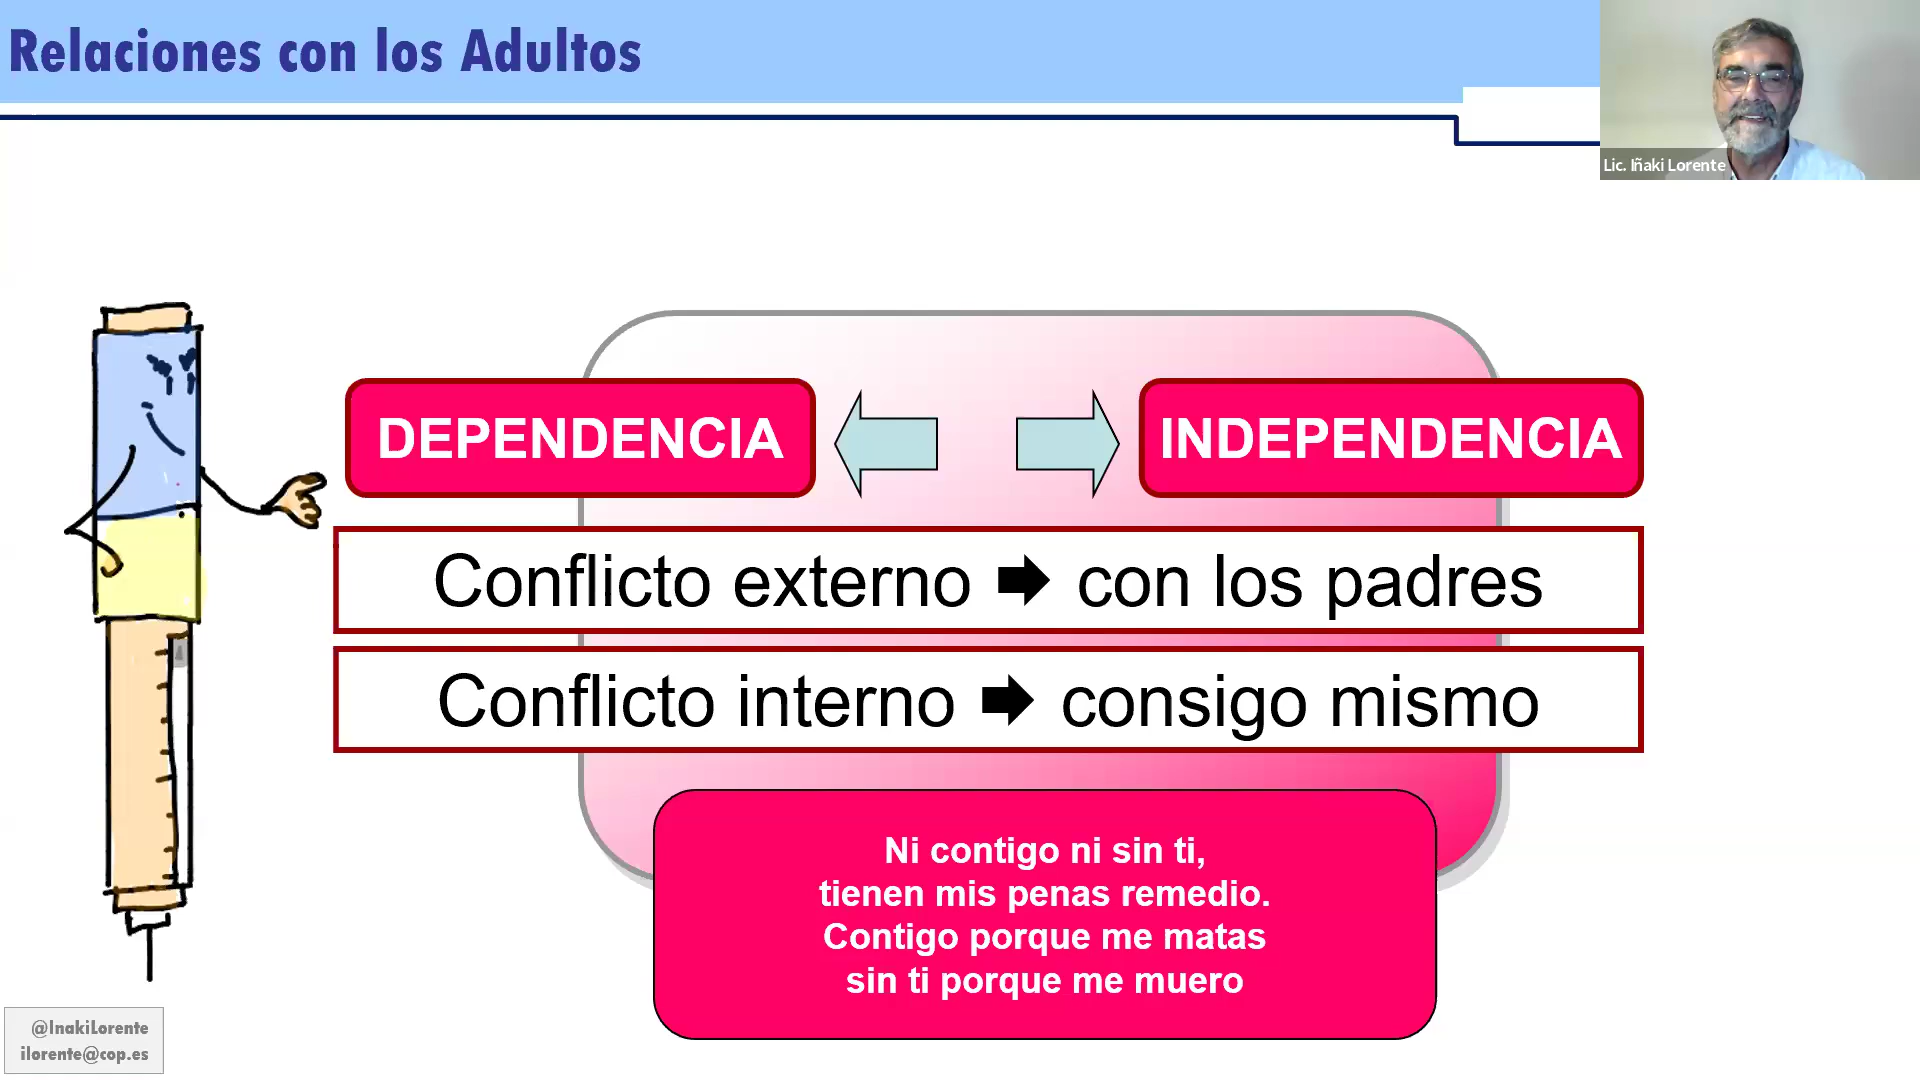 Relaciones con los Adultos
Lic. Iñaki Lorente
DEPENDENCIA
INDEPENDENCIA
Conflicto externo 🡆 con los padres
Conflicto interno 🡆 consigo mismo
Ni contigo ni sin ti,
tienen mis penas remedio.
Contigo porque me matas
sin ti porque me muero
@InakiLorente
ilorente@cop.es